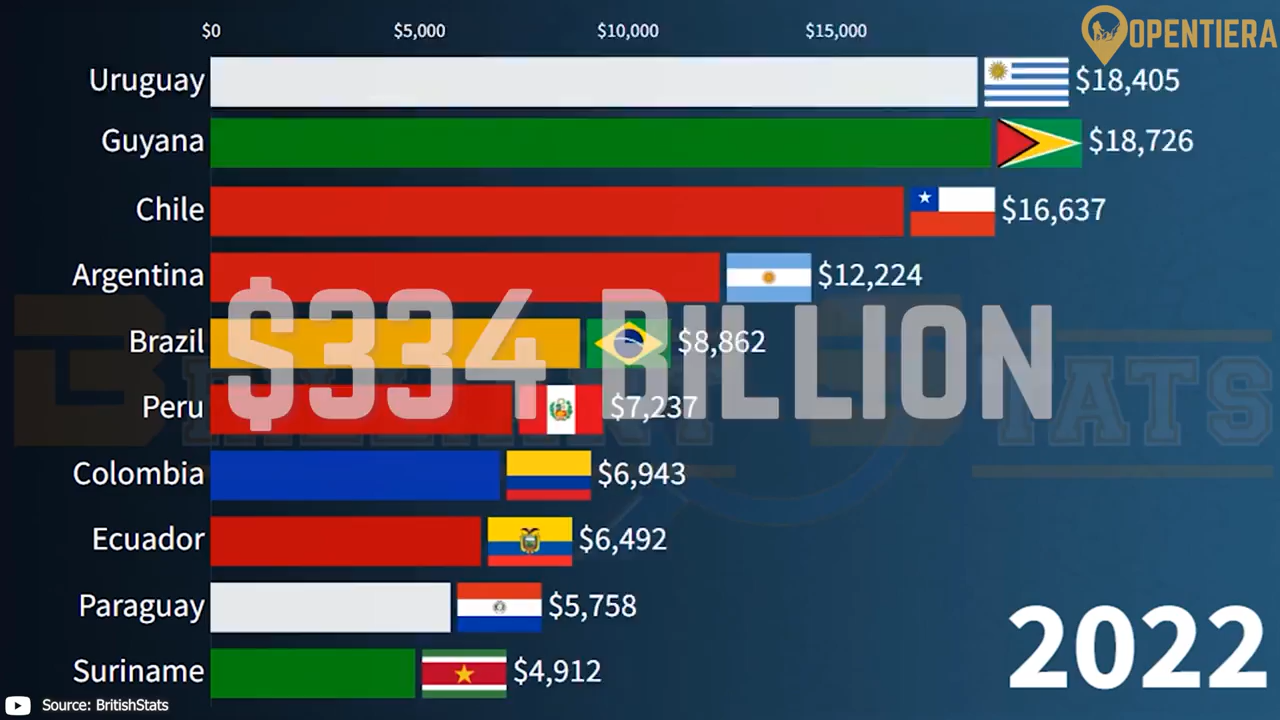 $0 $5,000 $10,000 $15,000
OPENTIERA
Uruguay $18,405
Guyana $18,726
Chile $16,637
Argentina $12,224
$334 BILLION
Brazil $8,862
Peru $7,237
Colombia $6,943
Ecuador $6,492
Paraguay $5,758
Suriname $4,912
2022
Source: BritishStats